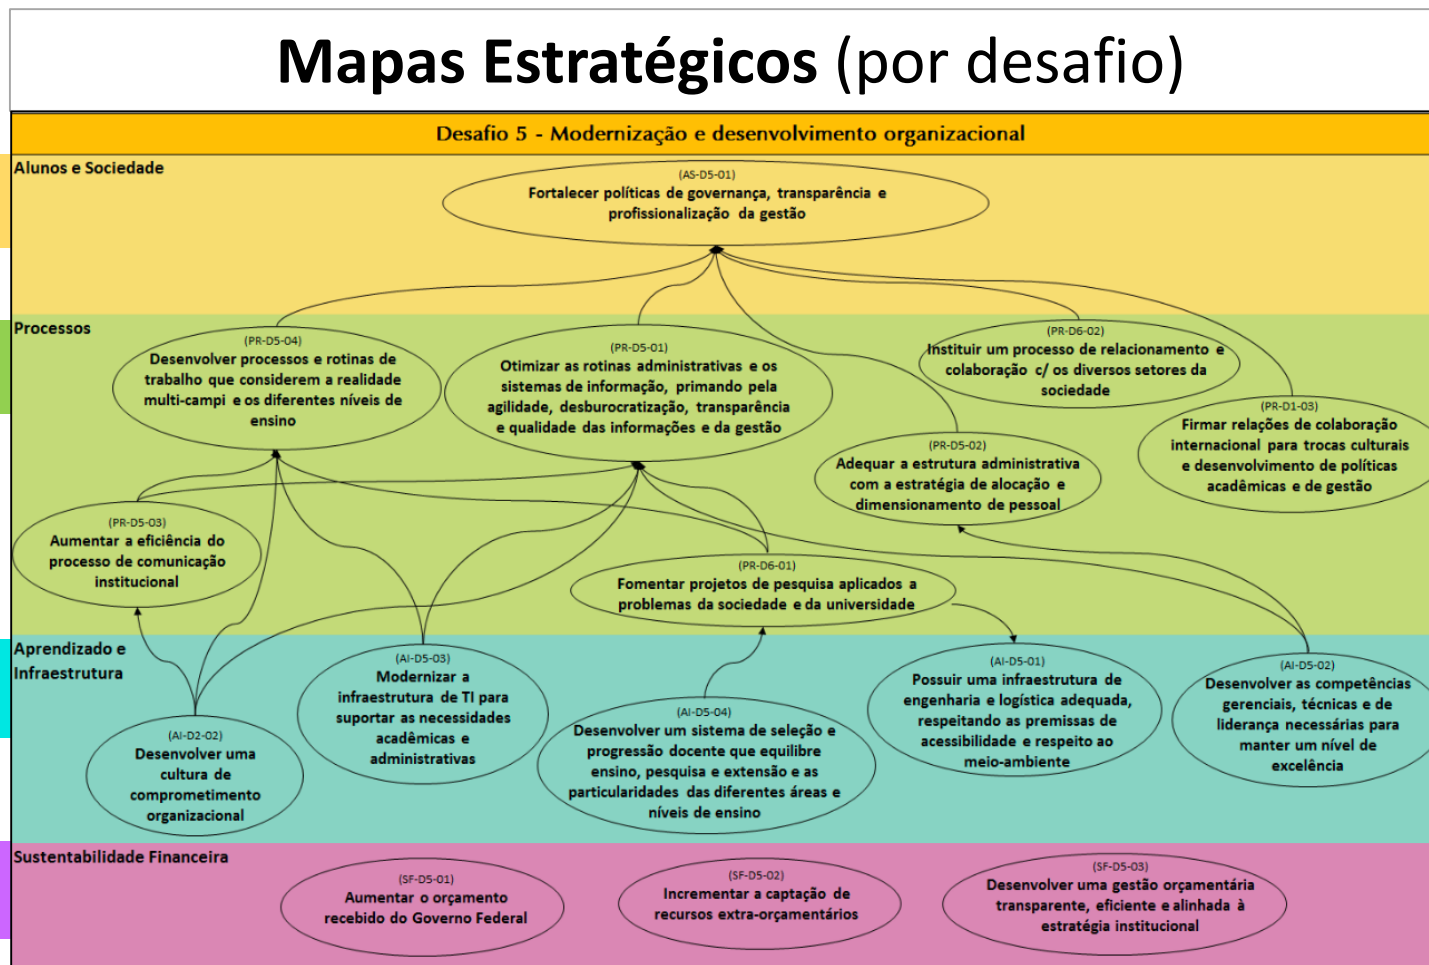 Mapas Estratégicos (por desafio)
Desafio 5 - Modernização e desenvolvimento organizacional
Alunos e Sociedade
(AS-D5-01)
Fortalecer políticas de governança, transparência e
profissionalização da gestão
Processos
(PR-D5-04)
Desenvolver processos e rotinas de
trabalho que considerem a realidade
multi-campi e os diferentes níveis de
ensino
(PR-D5-01)
Otimizar as rotinas administrativas e os
sistemas de informação, primando pela
agilidade, desburocratização, transparência
e qualidade das informações e da gestão
(PR-D6-02)
Instituir um processo de relacionamento e
colaboração c/ os diversos setores da
sociedade
(PR-D1-03)
Firmar relações de colaboração
internacional para trocas culturais
e desenvolvimento de políticas
acadêmicas e de gestão
(PR-D5-02)
Adequar a estrutura administrativa
com a estratégia de alocação e
dimensionamento de pessoal
(PR-D5-03)
Aumentar a eficiência do
processo de comunicação
institucional
(PR-D6-01)
Fomentar projetos de pesquisa aplicados a
problemas da sociedade e da universidade
Aprendizado e
Infraestrutura
(AI-D2-02)
Desenvolver uma
cultura de
comprometimento
organizacional
(AI-D5-03)
Modernizar a
infraestrutura de TI para
suportar as necessidades
acadêmicas e
administrativas
(AI-D5-04)
Desenvolver um sistema de seleção e
progressão docente que equilibre
ensino, pesquisa e extensão e as
particularidades das diferentes áreas e
níveis de ensino
(AI-D5-01)
Possuir uma infraestrutura de
engenharia e logística adequada,
respeitando as premissas de
acessibilidade e respeito ao
meio-ambiente
(AI-D5-02)
Desenvolver as competências
gerenciais, técnicas e de
liderança necessárias para
manter um nível de
excelência
Sustentabilidade Financeira
(SF-D5-01)
Aumentar o orçamento
recebido do Governo Federal
(SF-D5-02)
Incrementar a captação de
recursos extra-orçamentários
(SF-D5-03)
Desenvolver uma gestão orçamentária
transparente, eficiente e alinhada à
estratégia institucional